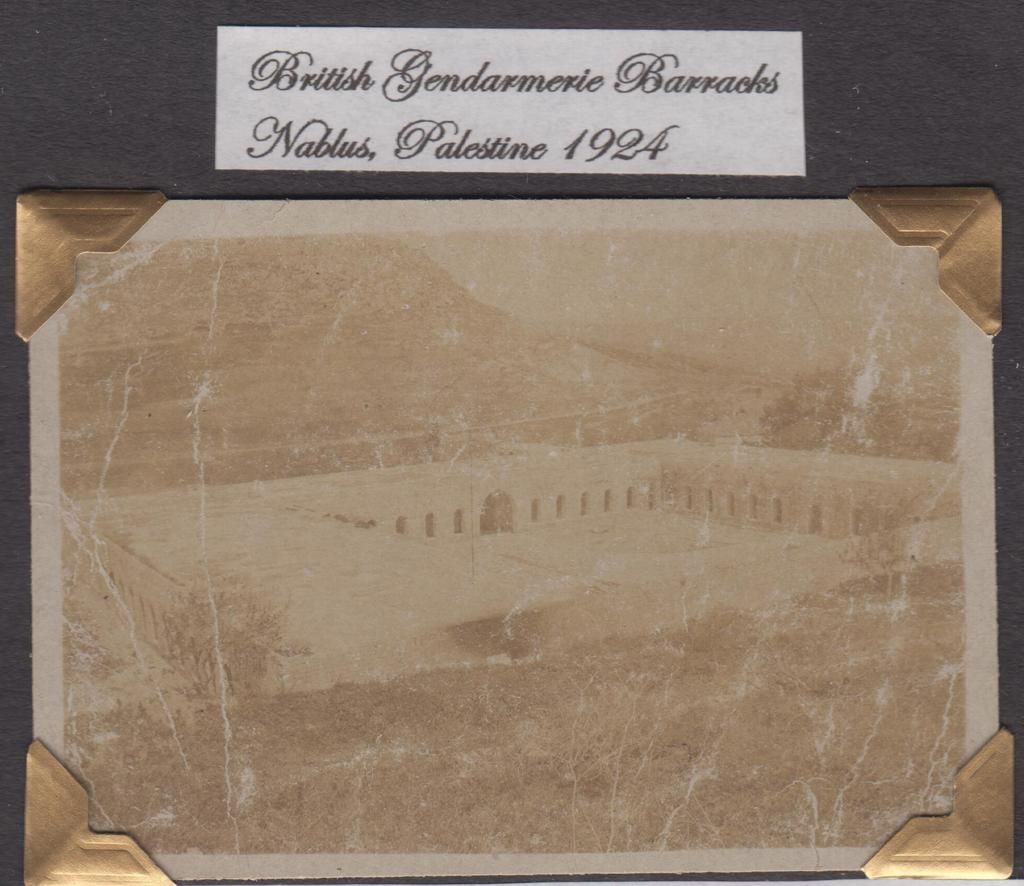 British Gendarmerie Barracks
Nablus, Palestine 1924